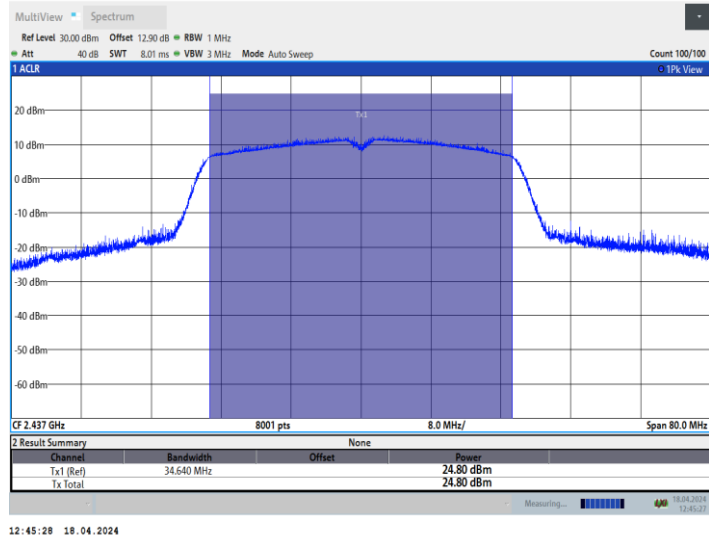 MultiView Spectrum
Ref Level 30.00 dBm Offset 12.90 dB RBW 1 MHz
Att 40 dB SWT 8.01 ms VBW 3 MHz Mode Auto Sweep Count 100/100
1 ACLR 1Pk View
Tx1
20 dBm
10 dBm
0 dBm
-10 dBm
-20 dBm
-30 dBm
-40 dBm
-50 dBm
-60 dBm
CF 2.437 GHz 8001 pts 8.0 MHz/ Span 80.0 MHz
2 Result Summary None
Channel Bandwidth Offset Power
Tx1 (Ref) 34.640 MHz 24.80 dBm
Tx Total 24.80 dBm
Measuring... 18.04.2024
12:45:27
12:45:28 18.04.2024